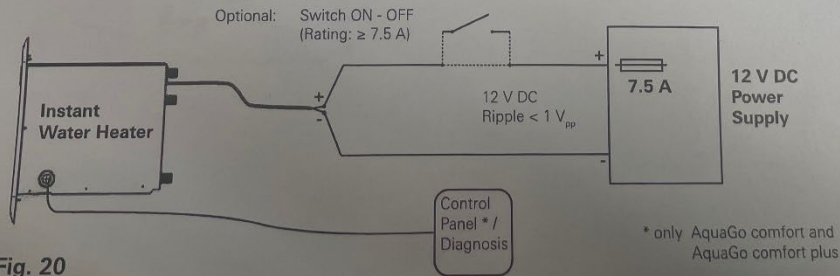 Optional: Switch ON - OFF
(Rating: ≥ 7.5 A)
+
7.5 A
12 V DC
Power
Supply
Instant
Water Heater
+
-
12 V DC
Ripple < 1 Vpp
-
Control
Panel * /
Diagnosis
* only AquaGo comfort and
AquaGo comfort plus
Fig. 20